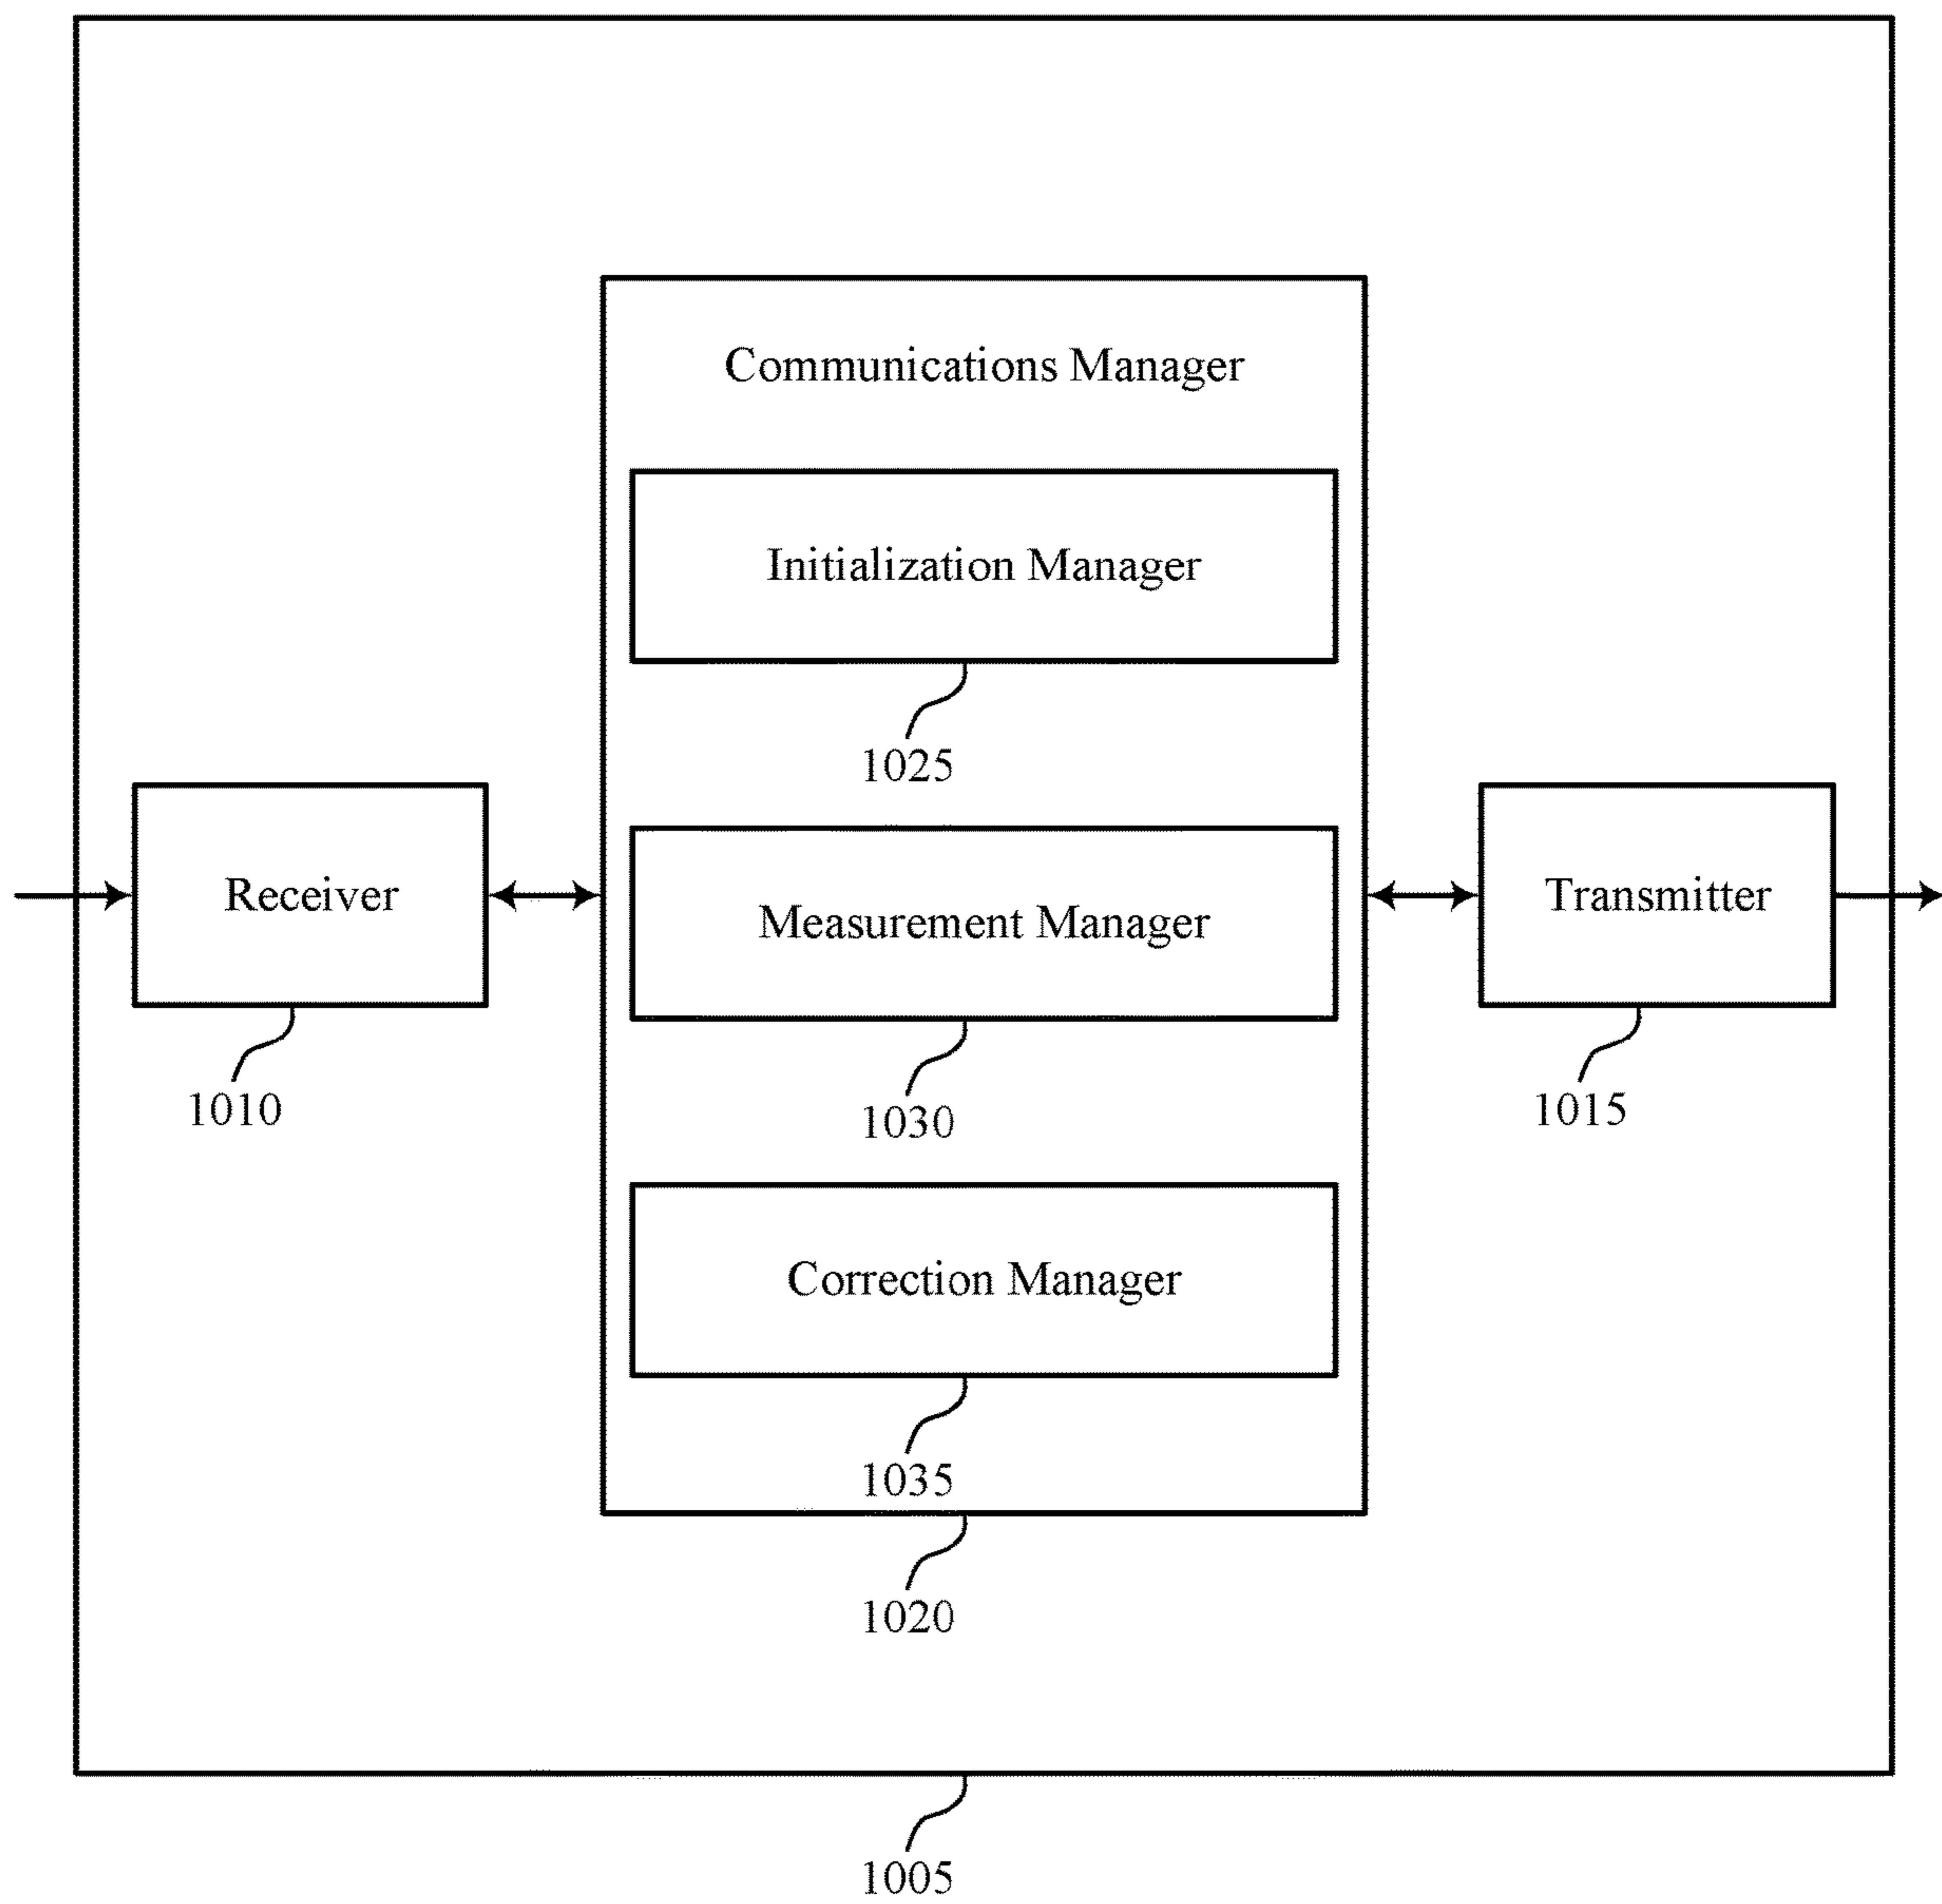 Communications Manager
Initialization Manager
1025
Receiver
1010
Measurement Manager
1030
Transmitter
1015
Correction Manager
1035
1020
1005